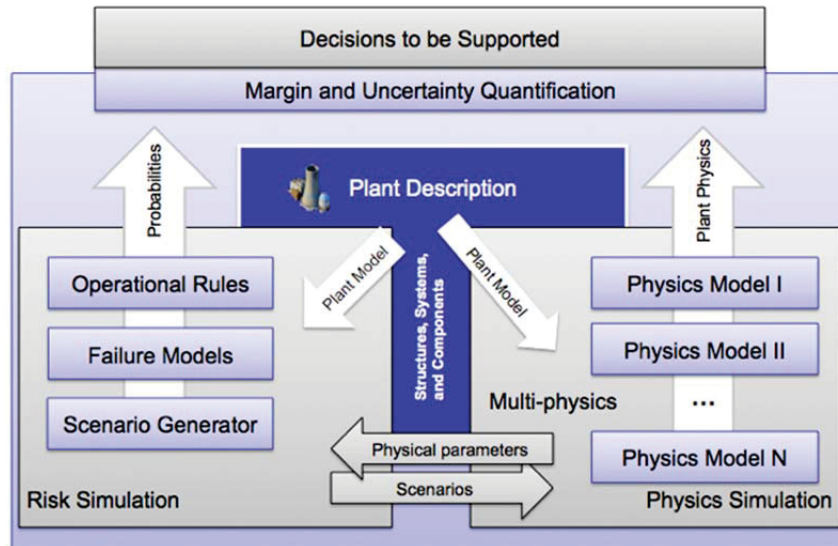 Decisions to be Supported
Margin and Uncertainty Quantification
Probabilities
Plant Description
Plant Physics
Plant Model
Plant Model
Structures, Systems,
and Components
Operational Rules
Failure Models
Scenario Generator
Risk Simulation
Physics Model I
Physics Model II
Multi-physics
...
Physics Model N
Physics Simulation
Physical parameters
Scenarios